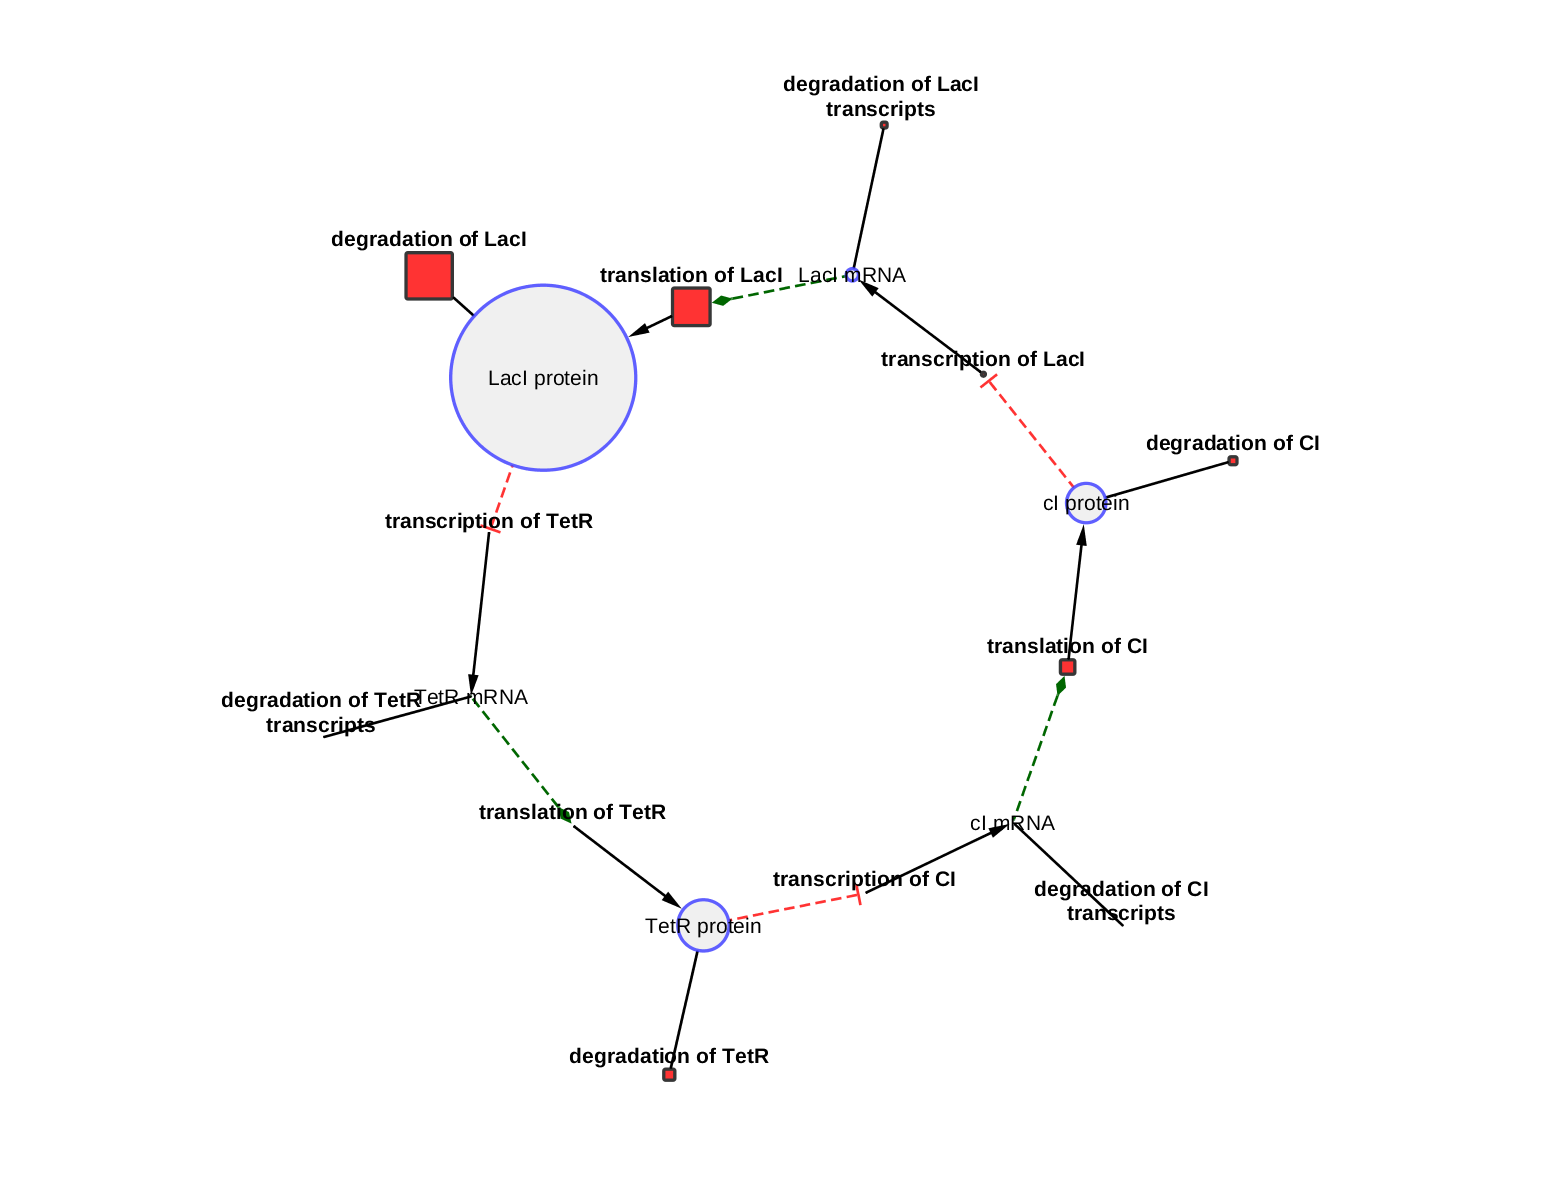 degradation of LacI
transcripts
degradation of LacI
translation of LacI
LacI mRNA
transcription of LacI
LacI protein
degradation of CI
cI protein
transcription of TetR
translation of CI
degradation of TetR
transcripts
TetR mRNA
translation of TetR
cI mRNA
transcription of CI
degradation of CI
transcripts
TetR protein
degradation of TetR